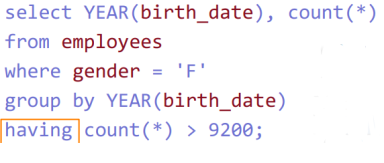 select YEAR(birth_date), count(*)
from employees
where gender = 'F'
group by YEAR(birth_date)
having count(*) > 9200;